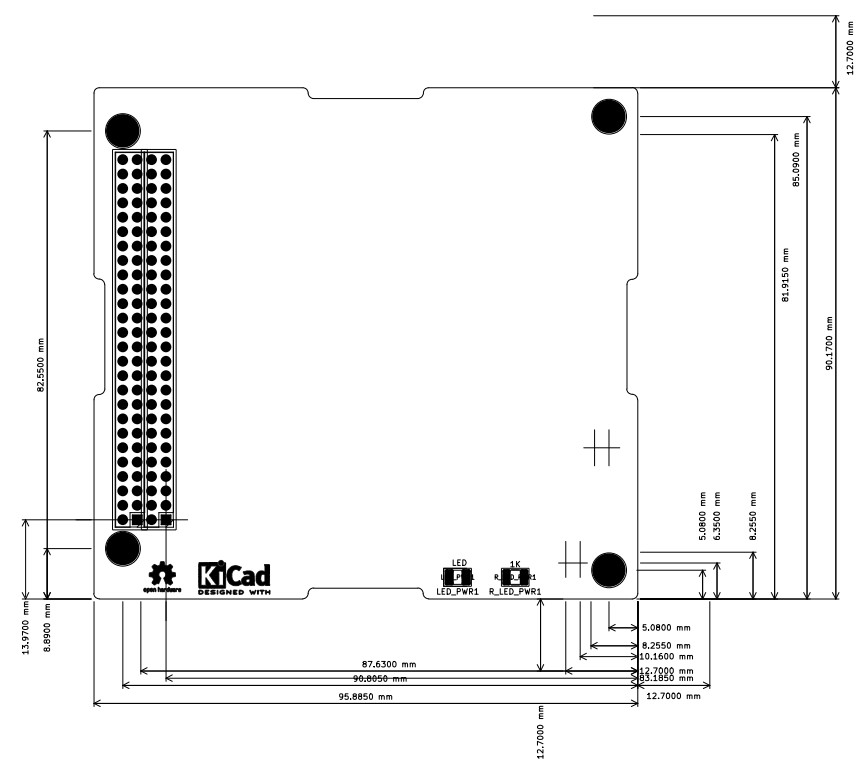 12.7000 mm
85.0900 mm
81.9150 mm
90.1700 mm
82.5500 mm
5.0800 mm
6.3500 mm
8.2550 mm
LED
1K
LED_PWR1
R_LED_PWR1
open hardware
KiCad
DESIGNED WITH
LED_PWR1
R_LED_PWR1
13.9700 mm
8.8900 mm
5.0800 mm
8.2550 mm
10.1600 mm
87.6300 mm
12.7000 mm
90.8050 mm
83.1850 mm
95.8850 mm
12.7000 mm
12.7000 mm